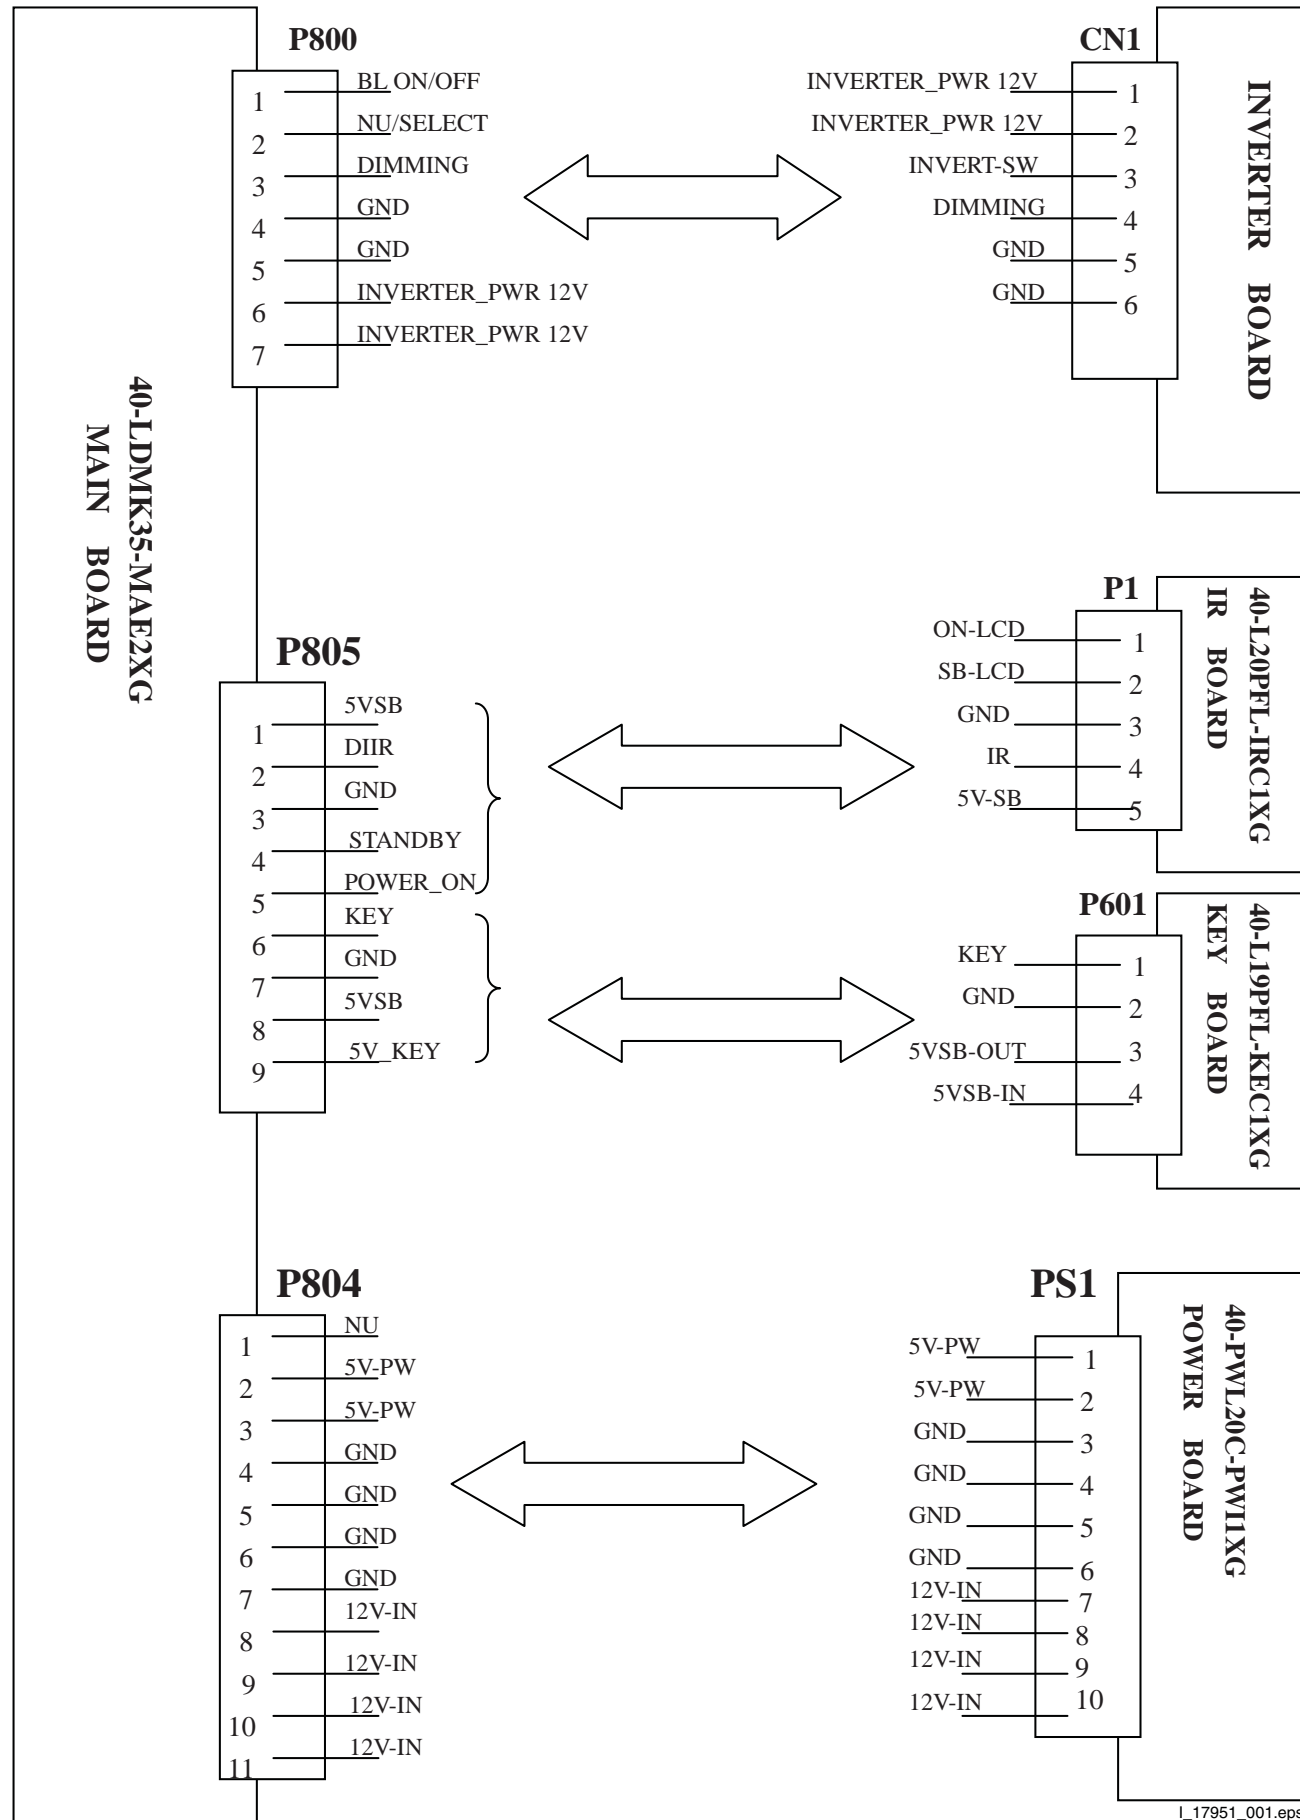 P800
1 BL ON/OFF
2 NU/SELECT
3 DIMMING
4 GND
5 GND
6 INVERTER_PWR 12V
7 INVERTER_PWR 12V
CN1
INVERTER_PWR 12V 1
INVERTER_PWR 12V 2
INVERT-SW 3
DIMMING 4
GND 5
GND 6
INVERTER BOARD
40-LDMK35-MAE2XG
MAIN BOARD
P805
1 5VSB
2 DIIR
3 GND
4 STANDBY
5 POWER_ON
6 KEY
7 GND
8 5VSB
9 5V_KEY
P1
ON-LCD 1
SB-LCD 2
GND 3
IR 4
5V-SB 5
40-L20PFL-IRC1XG
IR BOARD
P601
KEY 1
GND 2
5VSB-OUT 3
5VSB-IN 4
40-L19PFL-KEC1XG
KEY BOARD
P804
1 NU
2 5V-PW
3 5V-PW
4 GND
5 GND
6 GND
7 GND
8 12V-IN
9 12V-IN
10 12V-IN
11 12V-IN
PS1
5V-PW 1
5V-PW 2
GND 3
GND 4
GND 5
GND 6
12V-IN 7
12V-IN 8
12V-IN 9
12V-IN 10
40-PWL20C-PWI1XG
POWER BOARD
I_17951_001.eps